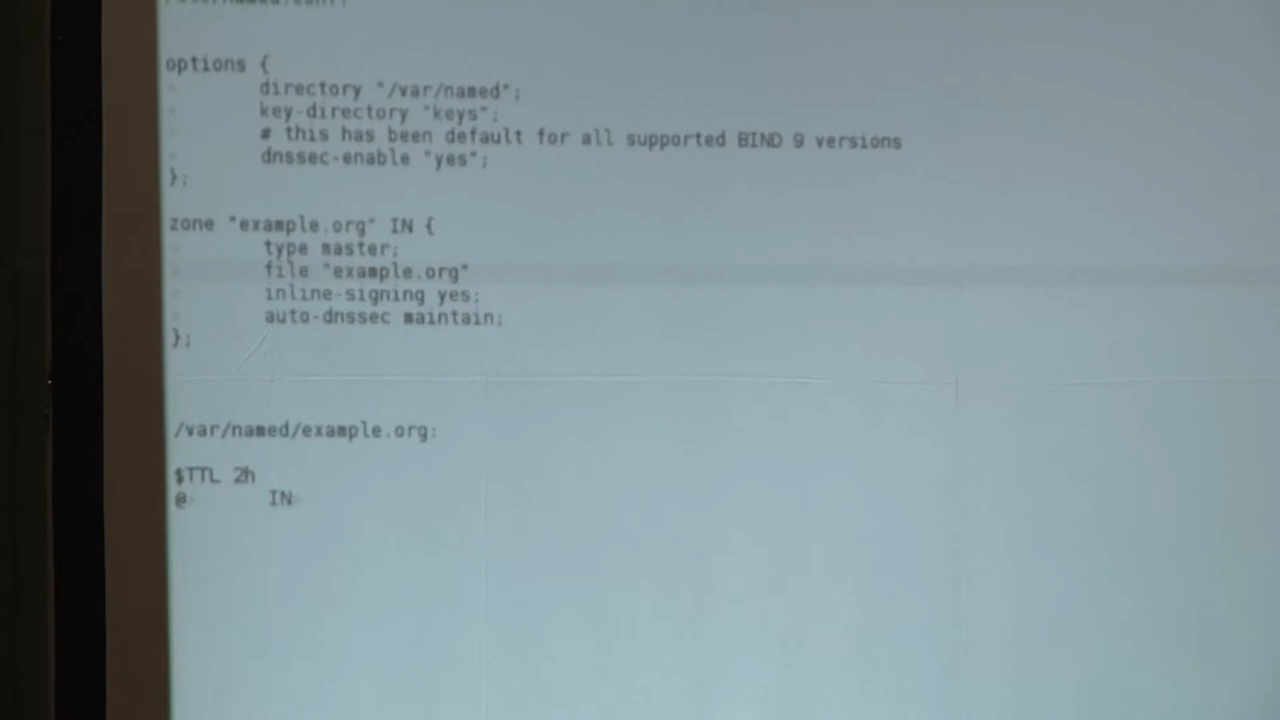 options {
directory "/var/named";
key-directory "keys";
# this has been default for all supported BIND 9 versions
dnssec-enable "yes";
};
zone "example.org" IN {
type master;
file "example.org"
inline-signing yes;
auto-dnssec maintain;
};
/var/named/example.org:
$TTL 2h
@ IN